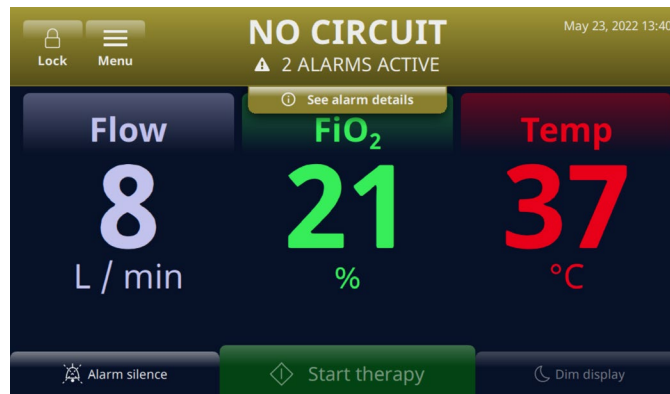 NO CIRCUIT
May 23, 2022 13:40
Lock
Menu
2 ALARMS ACTIVE
See alarm details
Flow
FiO₂
Temp
8
21
37
L / min
%
°C
Alarm silence
Start therapy
Dim display